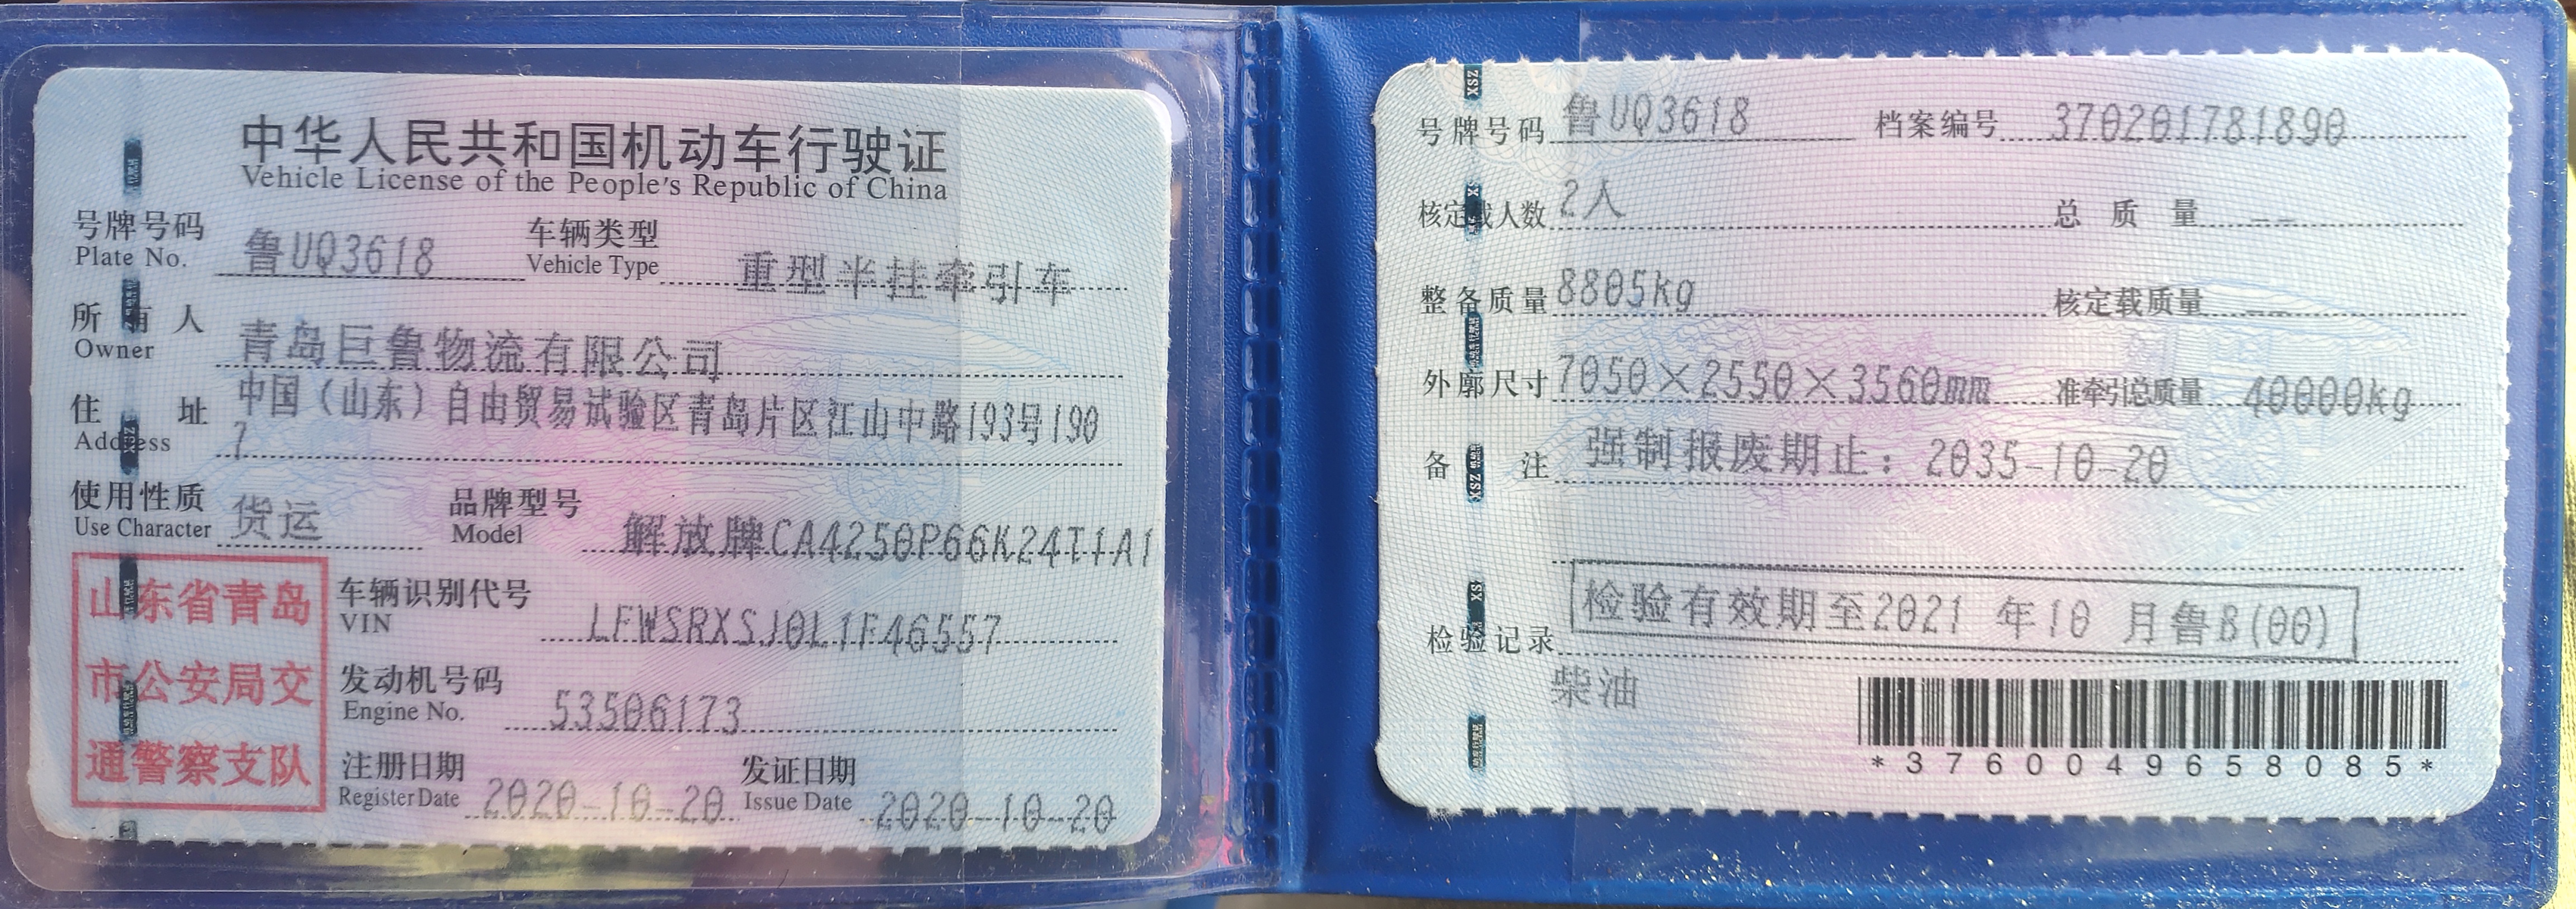 中华人民共和国机动车行驶证
Vehicle License of the People's Republic of China
号牌号码 鲁UQ3618 车辆类型 重型半挂牵引车
Plate No. Vehicle Type
所有人 青岛巨鲁物流有限公司
Owner
住址 中国（山东）自由贸易试验区青岛片区江山中路193号190
Address 7
使用性质 货运 品牌型号 解放牌CA4250P66K24T1A1
Use Character Model
山东省青岛
市公安局交
通警察支队
车辆识别代号 LFWSRXSJ0L1F46557
VIN
发动机号码 53506173
Engine No.
注册日期 2020-10-20 发证日期 2020-10-20
Register Date Issue Date
号牌号码 鲁UQ3618 档案编号 370201781890
核定载人数 2人 总质量 --
整备质量 8805kg 核定载质量 --
外廓尺寸 7050×2550×3560mm 准牵引总质量 40000kg
备注 强制报废期止：2035-10-20
检验记录 检验有效期至2021 年10 月鲁B(00)
柴油
*3760049658085*